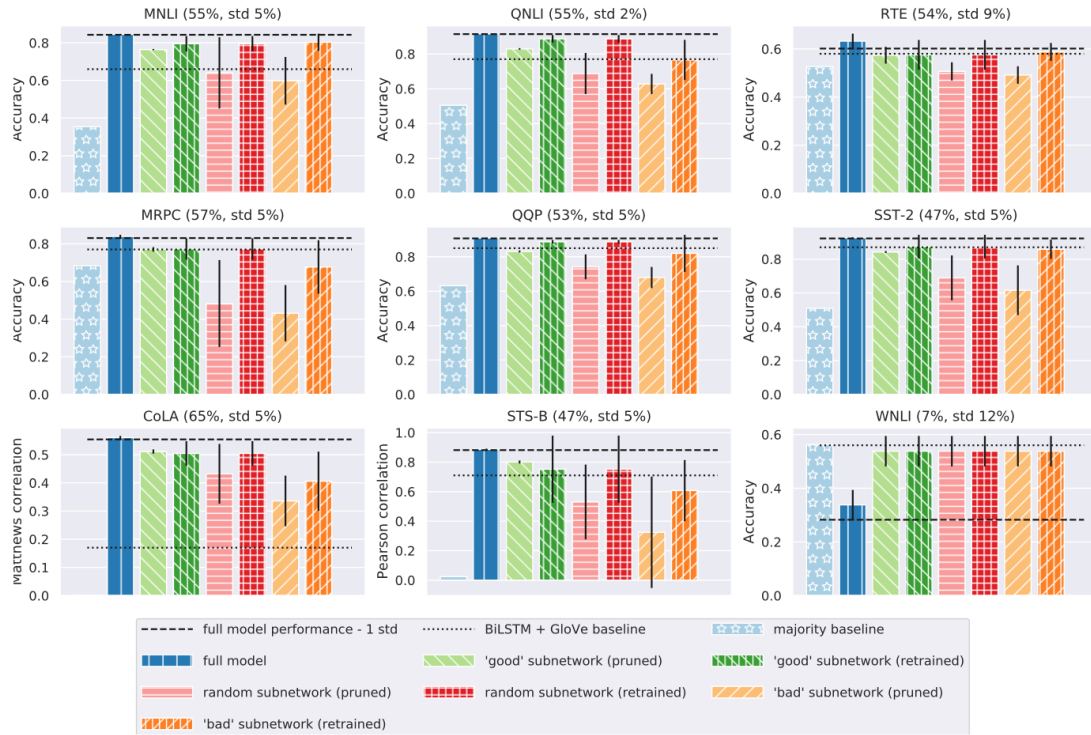 MNLI (55%, std 5%)
QNLI (55%, std 2%)
RTE (54%, std 9%)
Accuracy
0.8
0.6
0.4
0.2
0.0
Accuracy
0.8
0.6
0.4
0.2
0.0
Accuracy
0.6
0.4
0.2
0.0
MRPC (57%, std 5%)
QQP (53%, std 5%)
SST-2 (47%, std 5%)
Accuracy
0.8
0.6
0.4
0.2
0.0
Accuracy
0.8
0.6
0.4
0.2
0.0
Accuracy
0.8
0.6
0.4
0.2
0.0
CoLA (65%, std 5%)
STS-B (47%, std 5%)
WNLI (7%, std 12%)
Matthews correlation
0.5
0.4
0.3
0.2
0.1
0.0
Pearson correlation
1.0
0.8
0.6
0.4
0.2
0.0
Accuracy
0.6
0.4
0.2
0.0
full model performance - 1 std
BiLSTM + GloVe baseline
majority baseline
full model
'good' subnetwork (pruned)
'good' subnetwork (retrained)
random subnetwork (pruned)
random subnetwork (retrained)
'bad' subnetwork (pruned)
'bad' subnetwork (retrained)